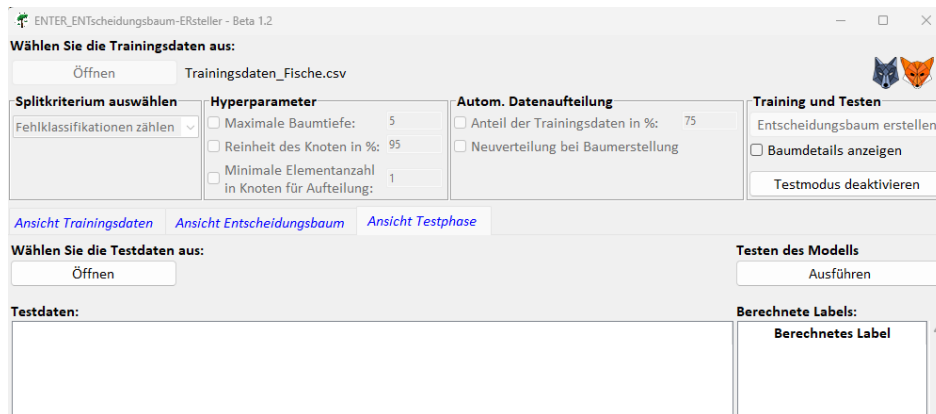 ENTER_ENTscheidungsbaum-ERsteller - Beta 1.2
Wählen Sie die Trainingsdaten aus:
Öffnen Trainingsdaten_Fische.csv
Splitkriterium auswählen Hyperparameter Autom. Datenaufteilung Training und Testen
Fehlklassifikationen zählen Maximale Baumtiefe: 5 Anteil der Trainingsdaten in %: 75 Entscheidungsbaum erstellen
Reinheit des Knoten in %: 95 Neuverteilung bei Baumerstellung Baumdetails anzeigen
Minimale Elementanzahl
in Knoten für Aufteilung: 1 Testmodus deaktivieren
Ansicht Trainingsdaten Ansicht Entscheidungsbaum Ansicht Testphase
Wählen Sie die Testdaten aus: Testen des Modells
Öffnen Ausführen
Testdaten: Berechnete Labels:
Berechnetes Label